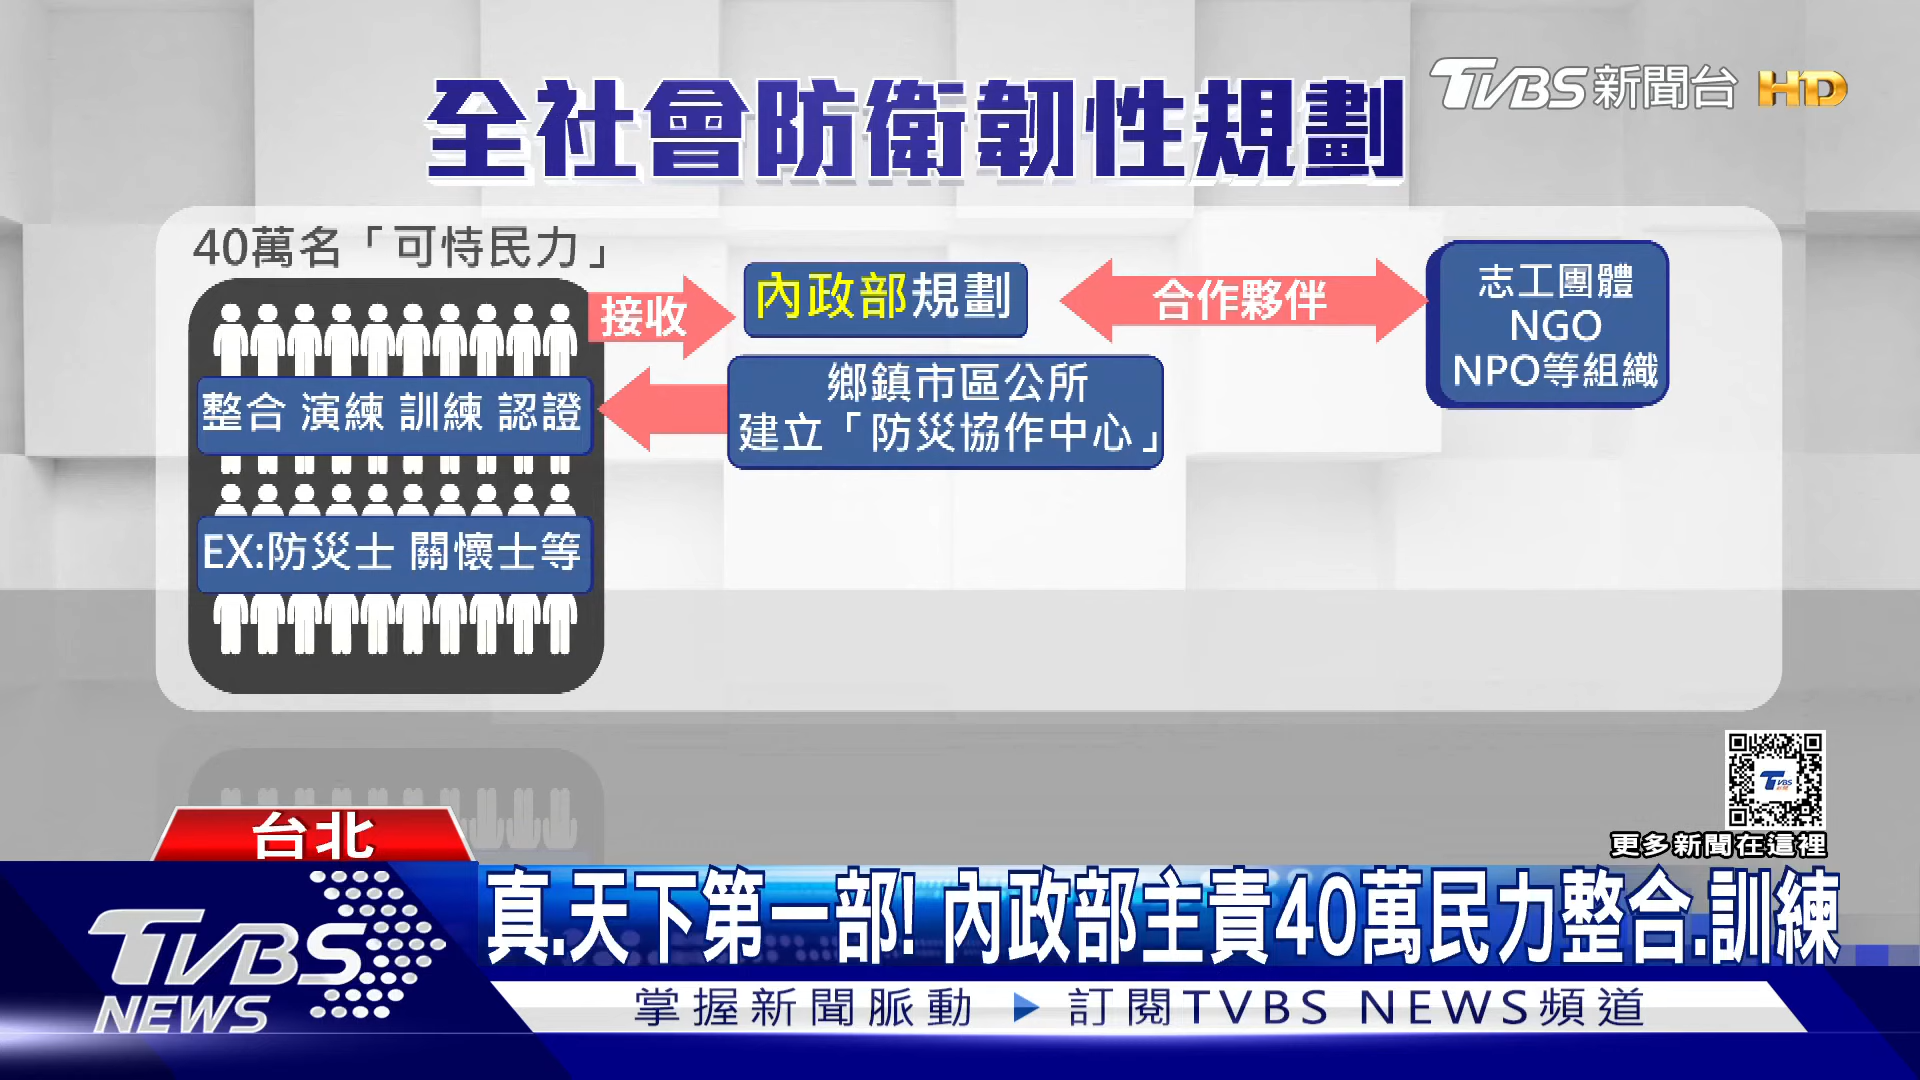 全社會防衛韌性規劃
TVBS新聞台 HD
40萬名「可恃民力」
接收
內政部規劃
合作夥伴
志工團體
NGO
NPO等組織
整合 演練 訓練 認證
鄉鎮市區公所
建立「防災協作中心」
EX:防災士 關懷士等
TVBS
新聞
更多新聞在這裡
台北
真.天下第一部! 內政部主責40萬民力整合.訓練
TVBS
NEWS
掌握新聞脈動 ▶ 訂閱TVBS NEWS頻道